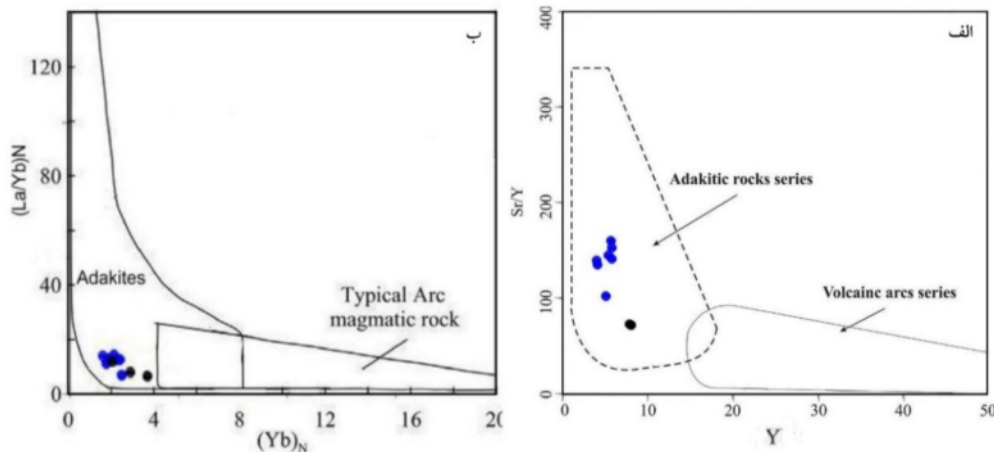 ب
120
80
40
0
(La/Yb)N
Adakites
Typical Arc
magmatic rock
0
4
8
12
16
20
(Yb)N
الف
400
300
200
100
0
Sr/Y
Adakitic rocks series
Volcainc arcs series
0
10
20
30
40
50
Y